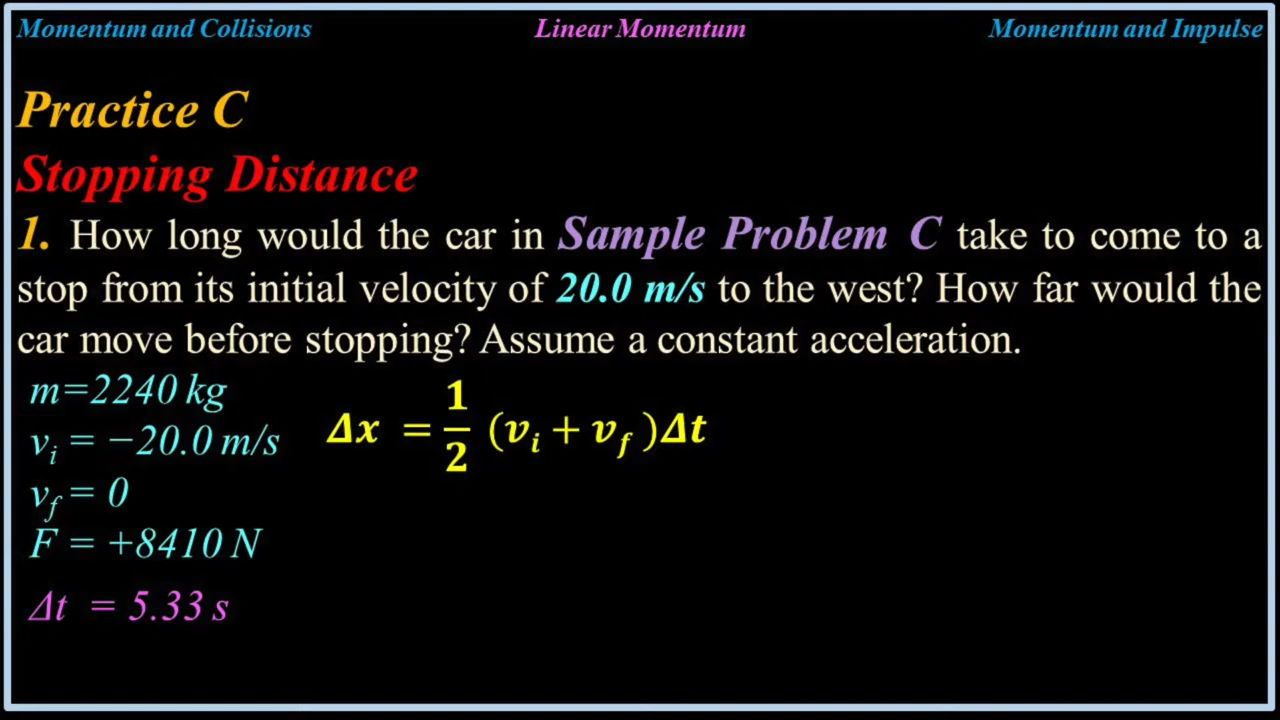 Momentum and Collisions Linear Momentum Momentum and Impulse
Practice C
Stopping Distance
1. How long would the car in Sample Problem C take to come to a
stop from its initial velocity of 20.0 m/s to the west? How far would the
car move before stopping? Assume a constant acceleration.
m=2240 kg
vᵢ = −20.0 m/s
v_f = 0
F = +8410 N
Δt = 5.33 s
Δx = 1/2 (vᵢ + v_f )Δt